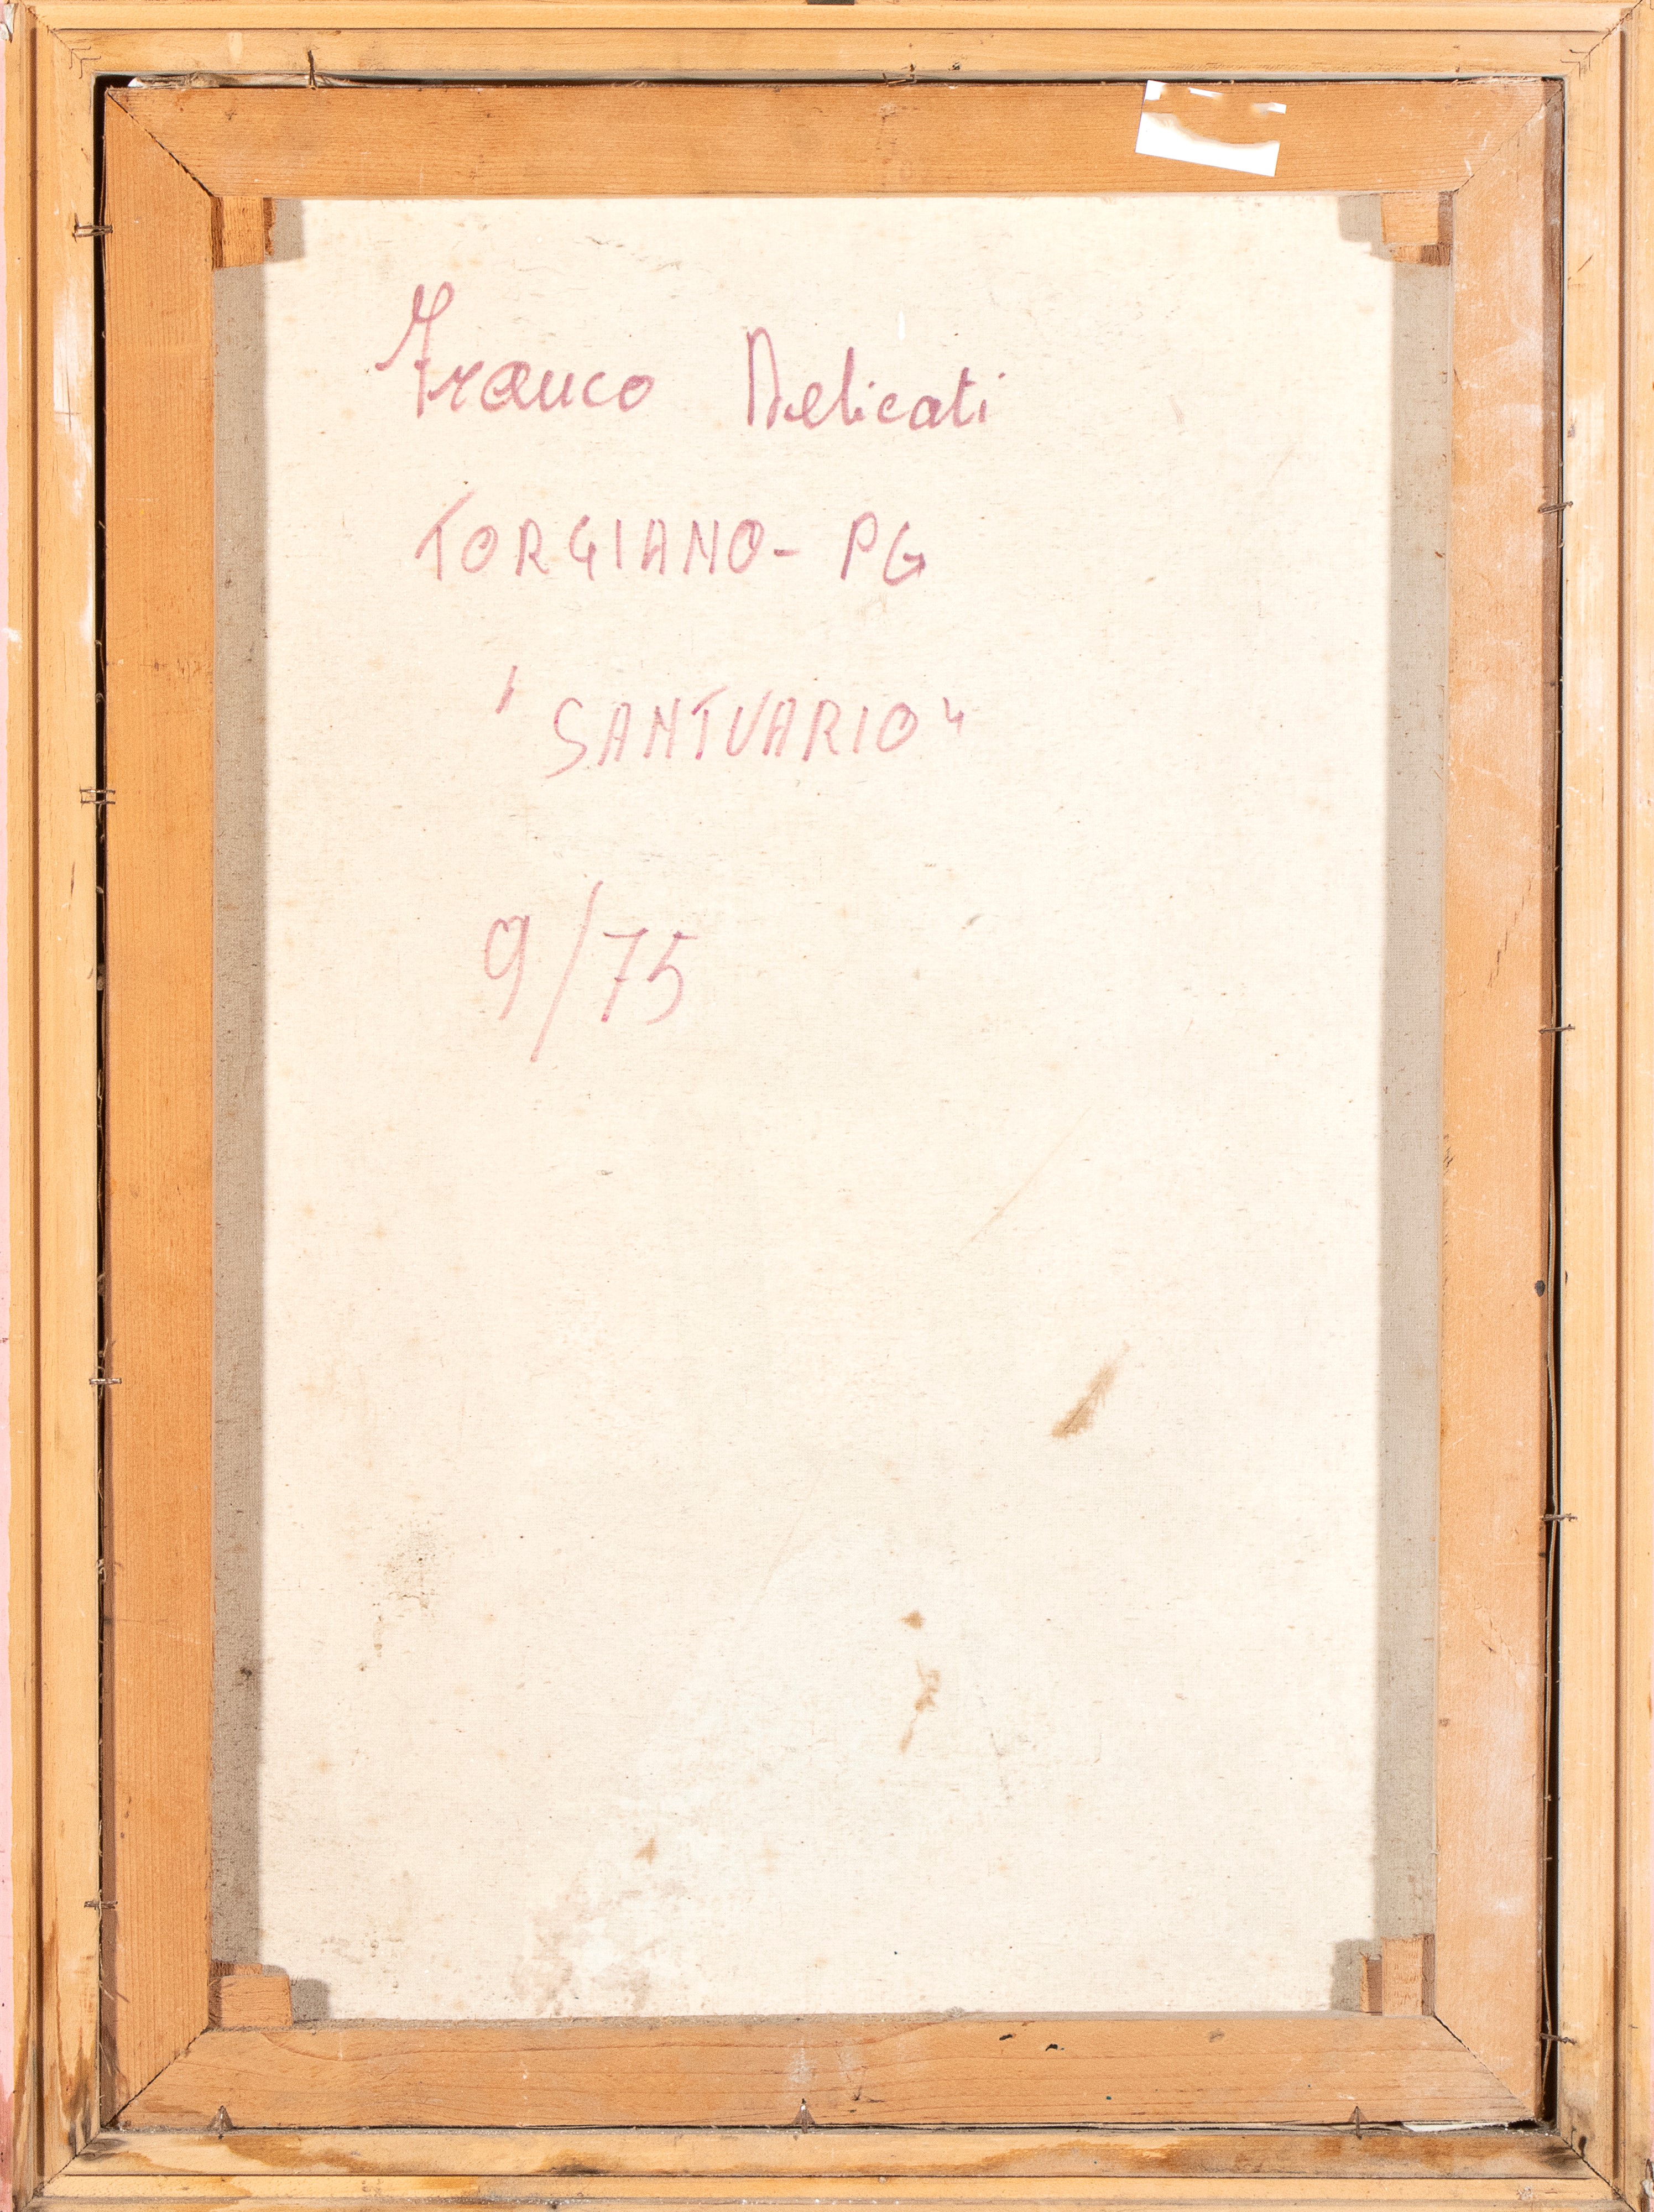 Franco Delicati
TORGIANO - PG
"SANTUARIO"
9/75